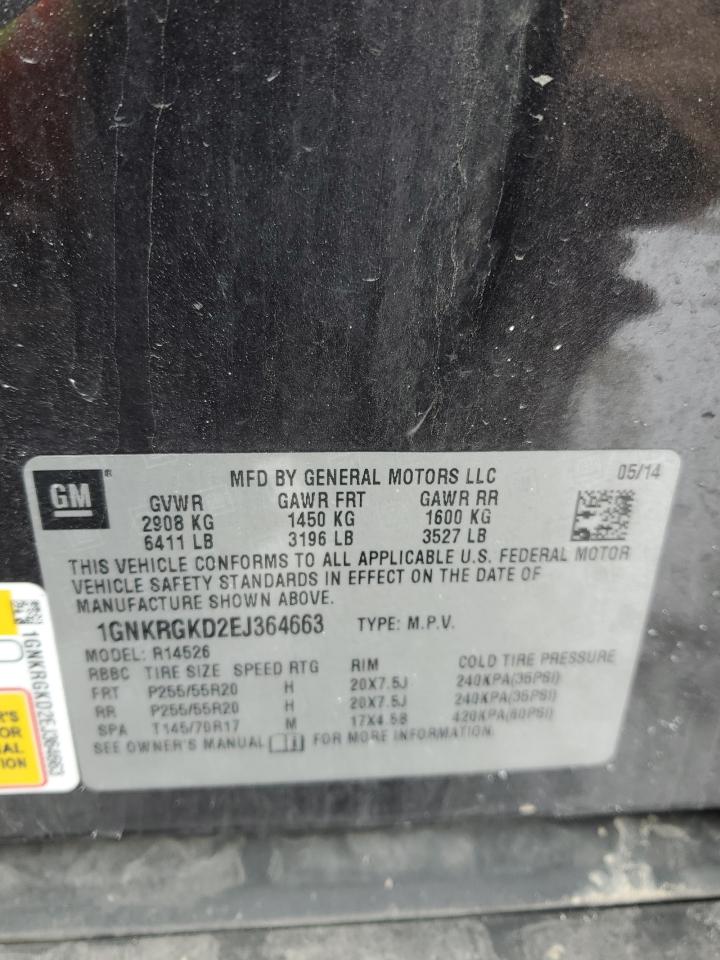 GM
MFD BY GENERAL MOTORS LLC 05/14
GVWR GAWR FRT GAWR RR
2908 KG 1450 KG 1600 KG
6411 LB 3196 LB 3527 LB
THIS VEHICLE CONFORMS TO ALL APPLICABLE U.S. FEDERAL MOTOR
VEHICLE SAFETY STANDARDS IN EFFECT ON THE DATE OF
MANUFACTURE SHOWN ABOVE.
1GNKRGKD2EJ364663 TYPE: M.P.V.
MODEL: R14526
RBBC TIRE SIZE SPEED RTG RIM COLD TIRE PRESSURE
FRT P255/55R20 H 20X7.5J 240KPA(35PSI)
RR P255/55R20 H 20X7.5J 240KPA(35PSI)
SPA T145/70R17 M 17X4.5B 420KPA(60PSI)
SEE OWNER'S MANUAL FOR MORE INFORMATION
1GNKRGKD2EJ364663